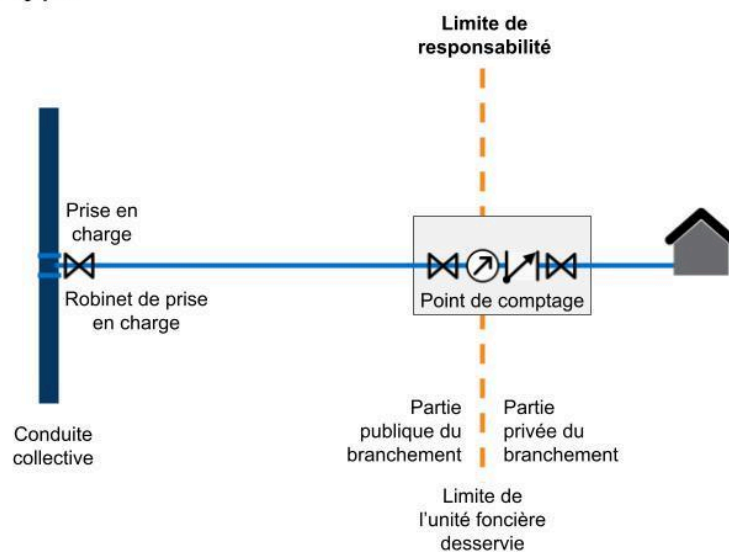 Limite de
responsabilité
Prise en
charge
Robinet de prise
en charge
Point de comptage
Conduite
collective
Partie
publique du
branchement
Partie
privée du
branchement
Limite de
l'unité foncière
desservie